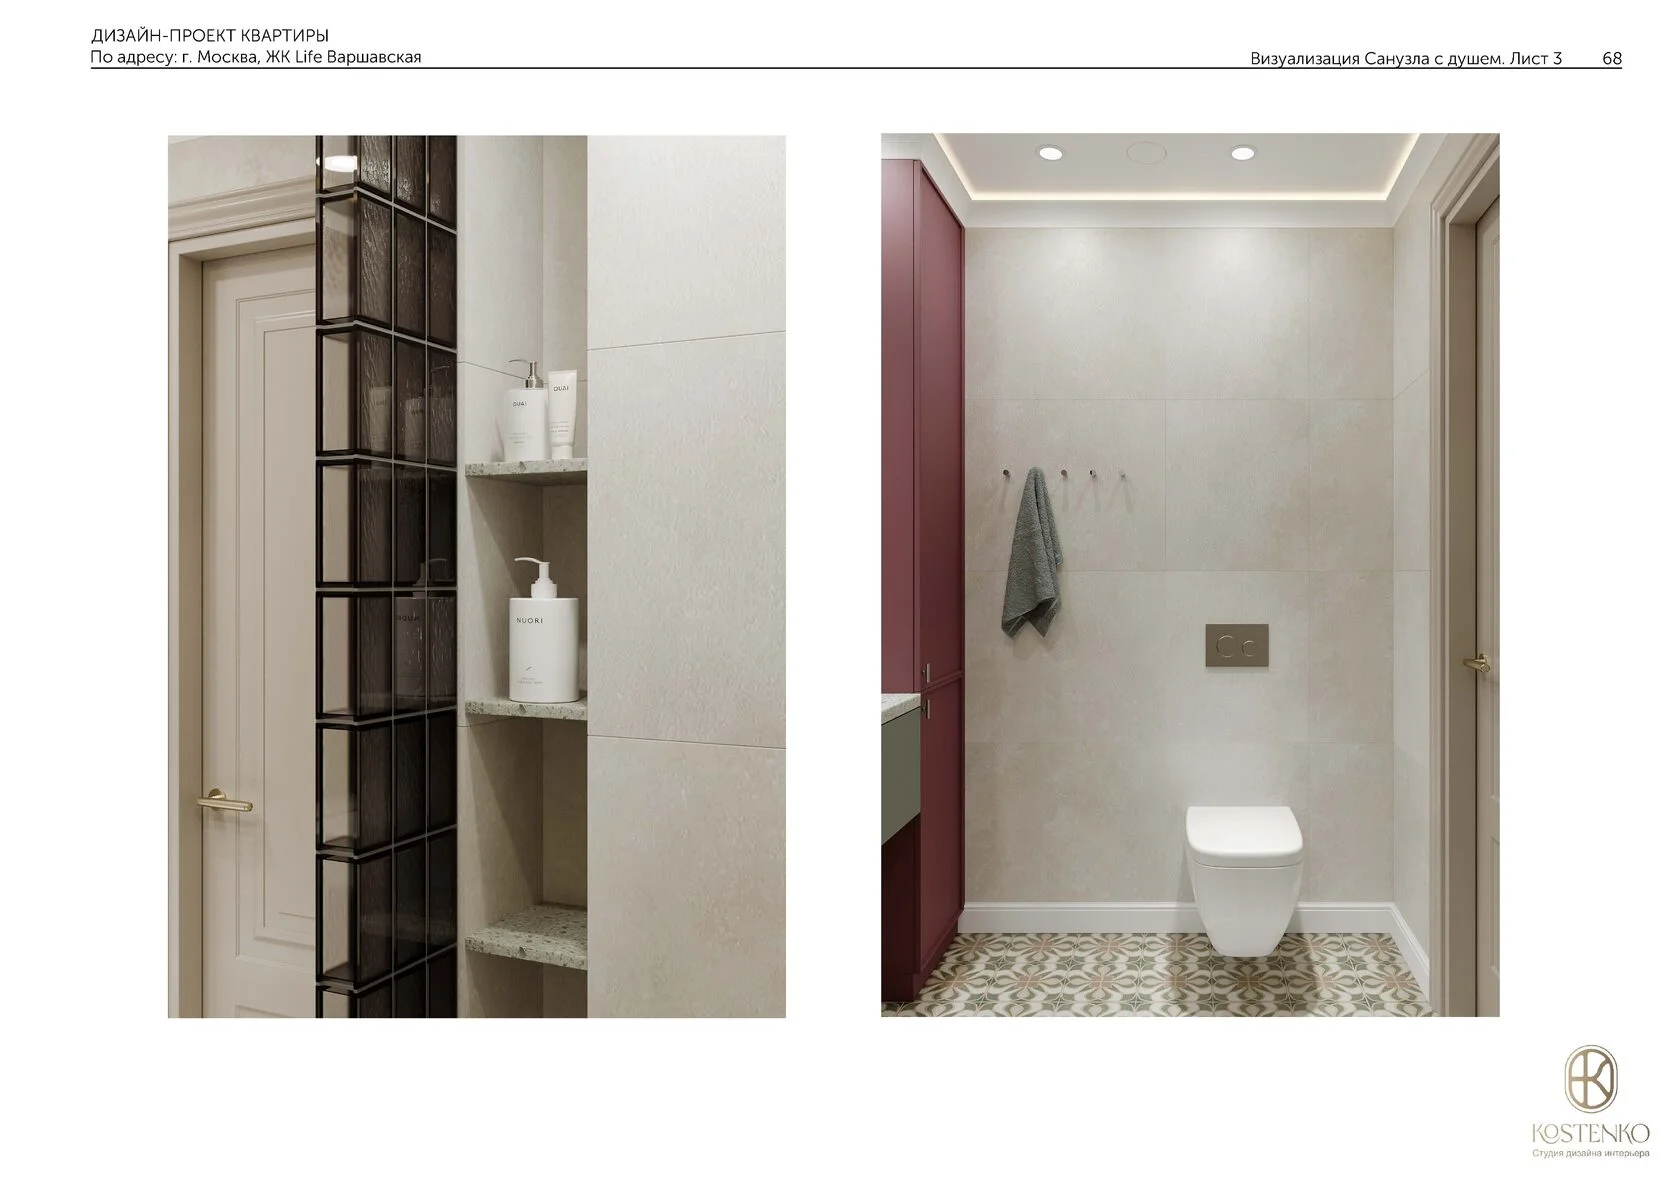 ДИЗАЙН-ПРОЕКТ КВАРТИРЫ
По адресу: г. Москва, ЖК Life Варшавская
Визуализация Санузла с душем. Лист 3 68
OUAI
OUAI
NUORI
KOSTENKO
Студия дизайна интерьера